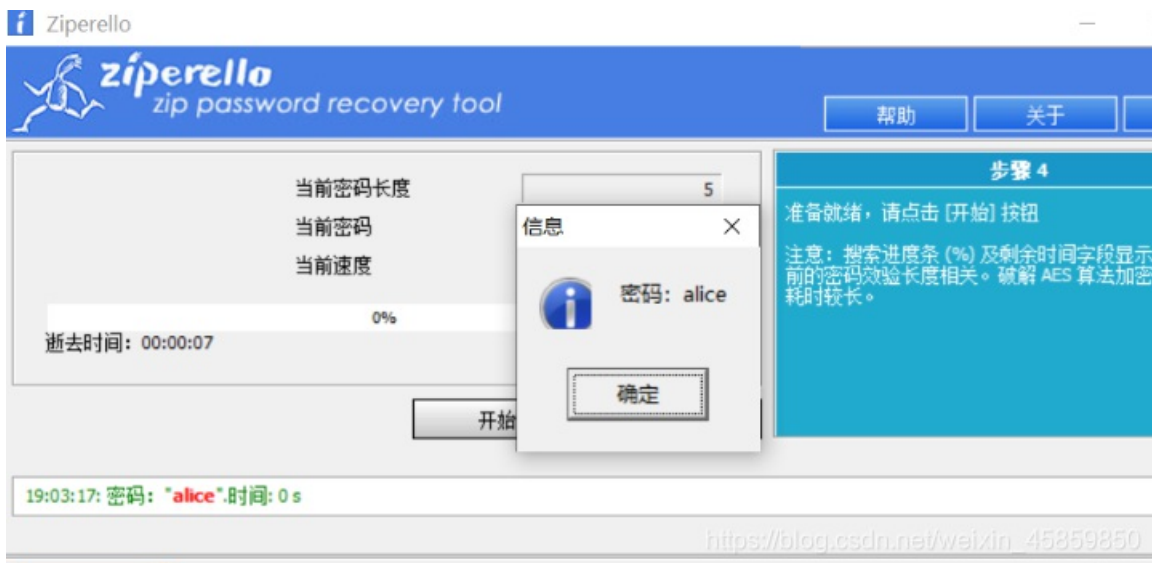 Ziperello
ziperello
zip password recovery tool
帮助
关于
当前密码长度
5
当前密码
当前速度
0%
逝去时间：00:00:07
开始
信息
密码：alice
确定
步骤 4
准备就绪，请点击 [开始] 按钮
注意：搜索进度条 (%) 及剩余时间字段显示
前的密码效验长度相关。破解 AES 算法加密
耗时较长。
19:03:17: 密码："alice".时间: 0 s
https://blog.csdn.net/weixin_45859850